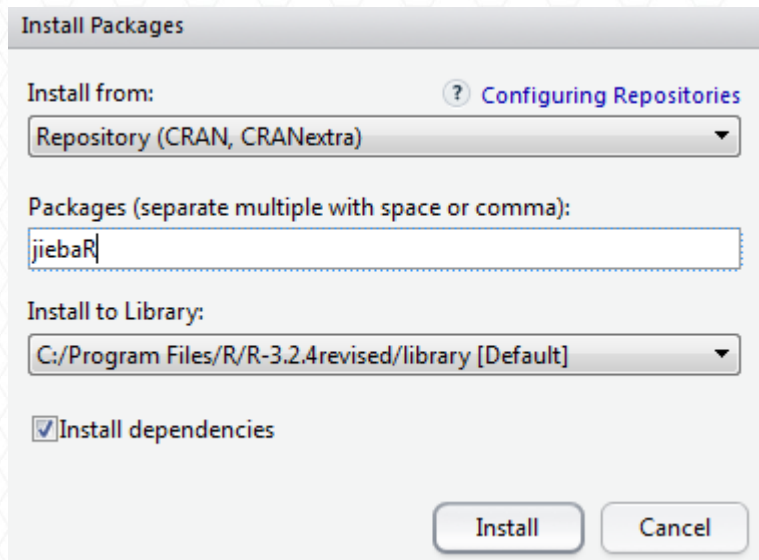 Install Packages
Install from:
? Configuring Repositories
Repository (CRAN, CRANextra)
Packages (separate multiple with space or comma):
jiebaR
Install to Library:
C:/Program Files/R/R-3.2.4revised/library [Default]
Install dependencies
Install
Cancel